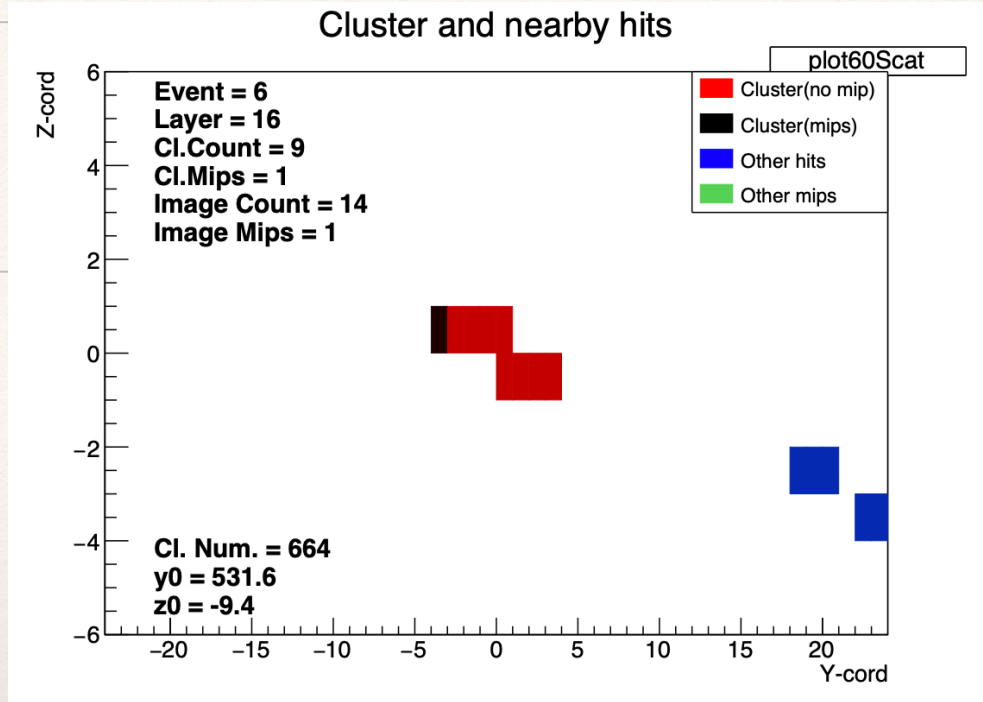 Cluster and nearby hits
plot60Scat
Z-cord
6
4
2
0
−2
−4
−6
Event = 6
Layer = 16
Cl.Count = 9
Cl.Mips = 1
Image Count = 14
Image Mips = 1
Cluster(no mip)
Cluster(mips)
Other hits
Other mips
Cl. Num. = 664
y0 = 531.6
z0 = -9.4
−20 −15 −10 −5 0 5 10 15 20
Y-cord